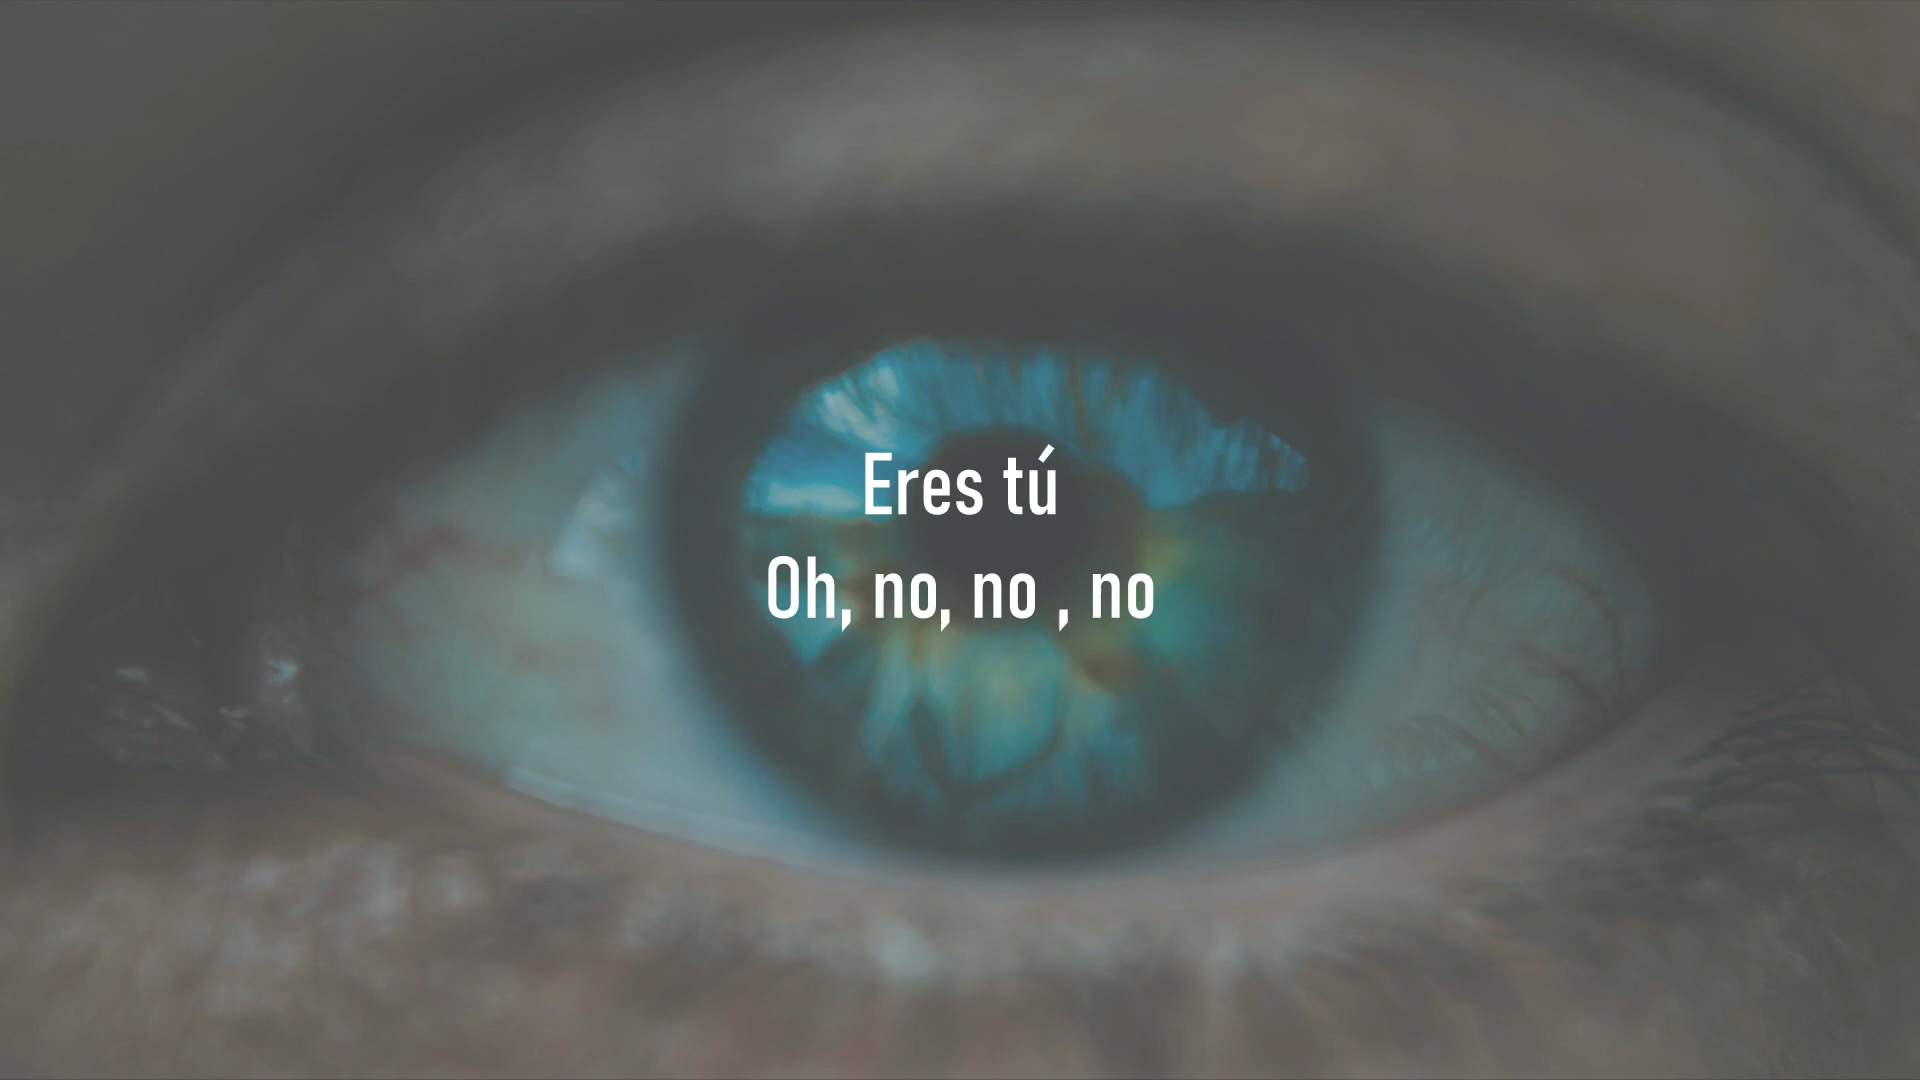 Eres tú
Oh, no, no , no